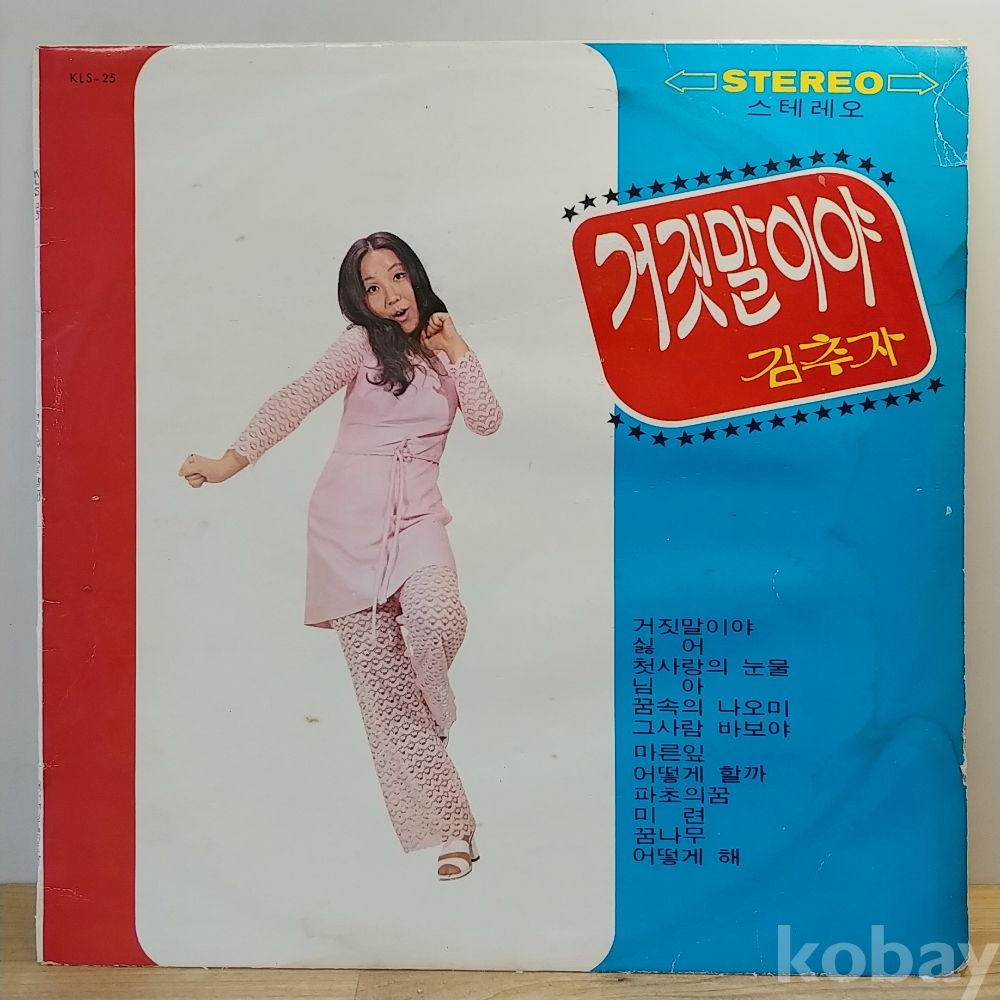 KLS-25
STEREO
스테레오
거짓말이야
김추자
거짓말이야
싫 어
첫사랑의 눈물
님 아
꿈속의 나오미
그사람 바보야
마른잎
어떻게 할까
파초의꿈
미 련
꿈나무
어떻게 해
kobay